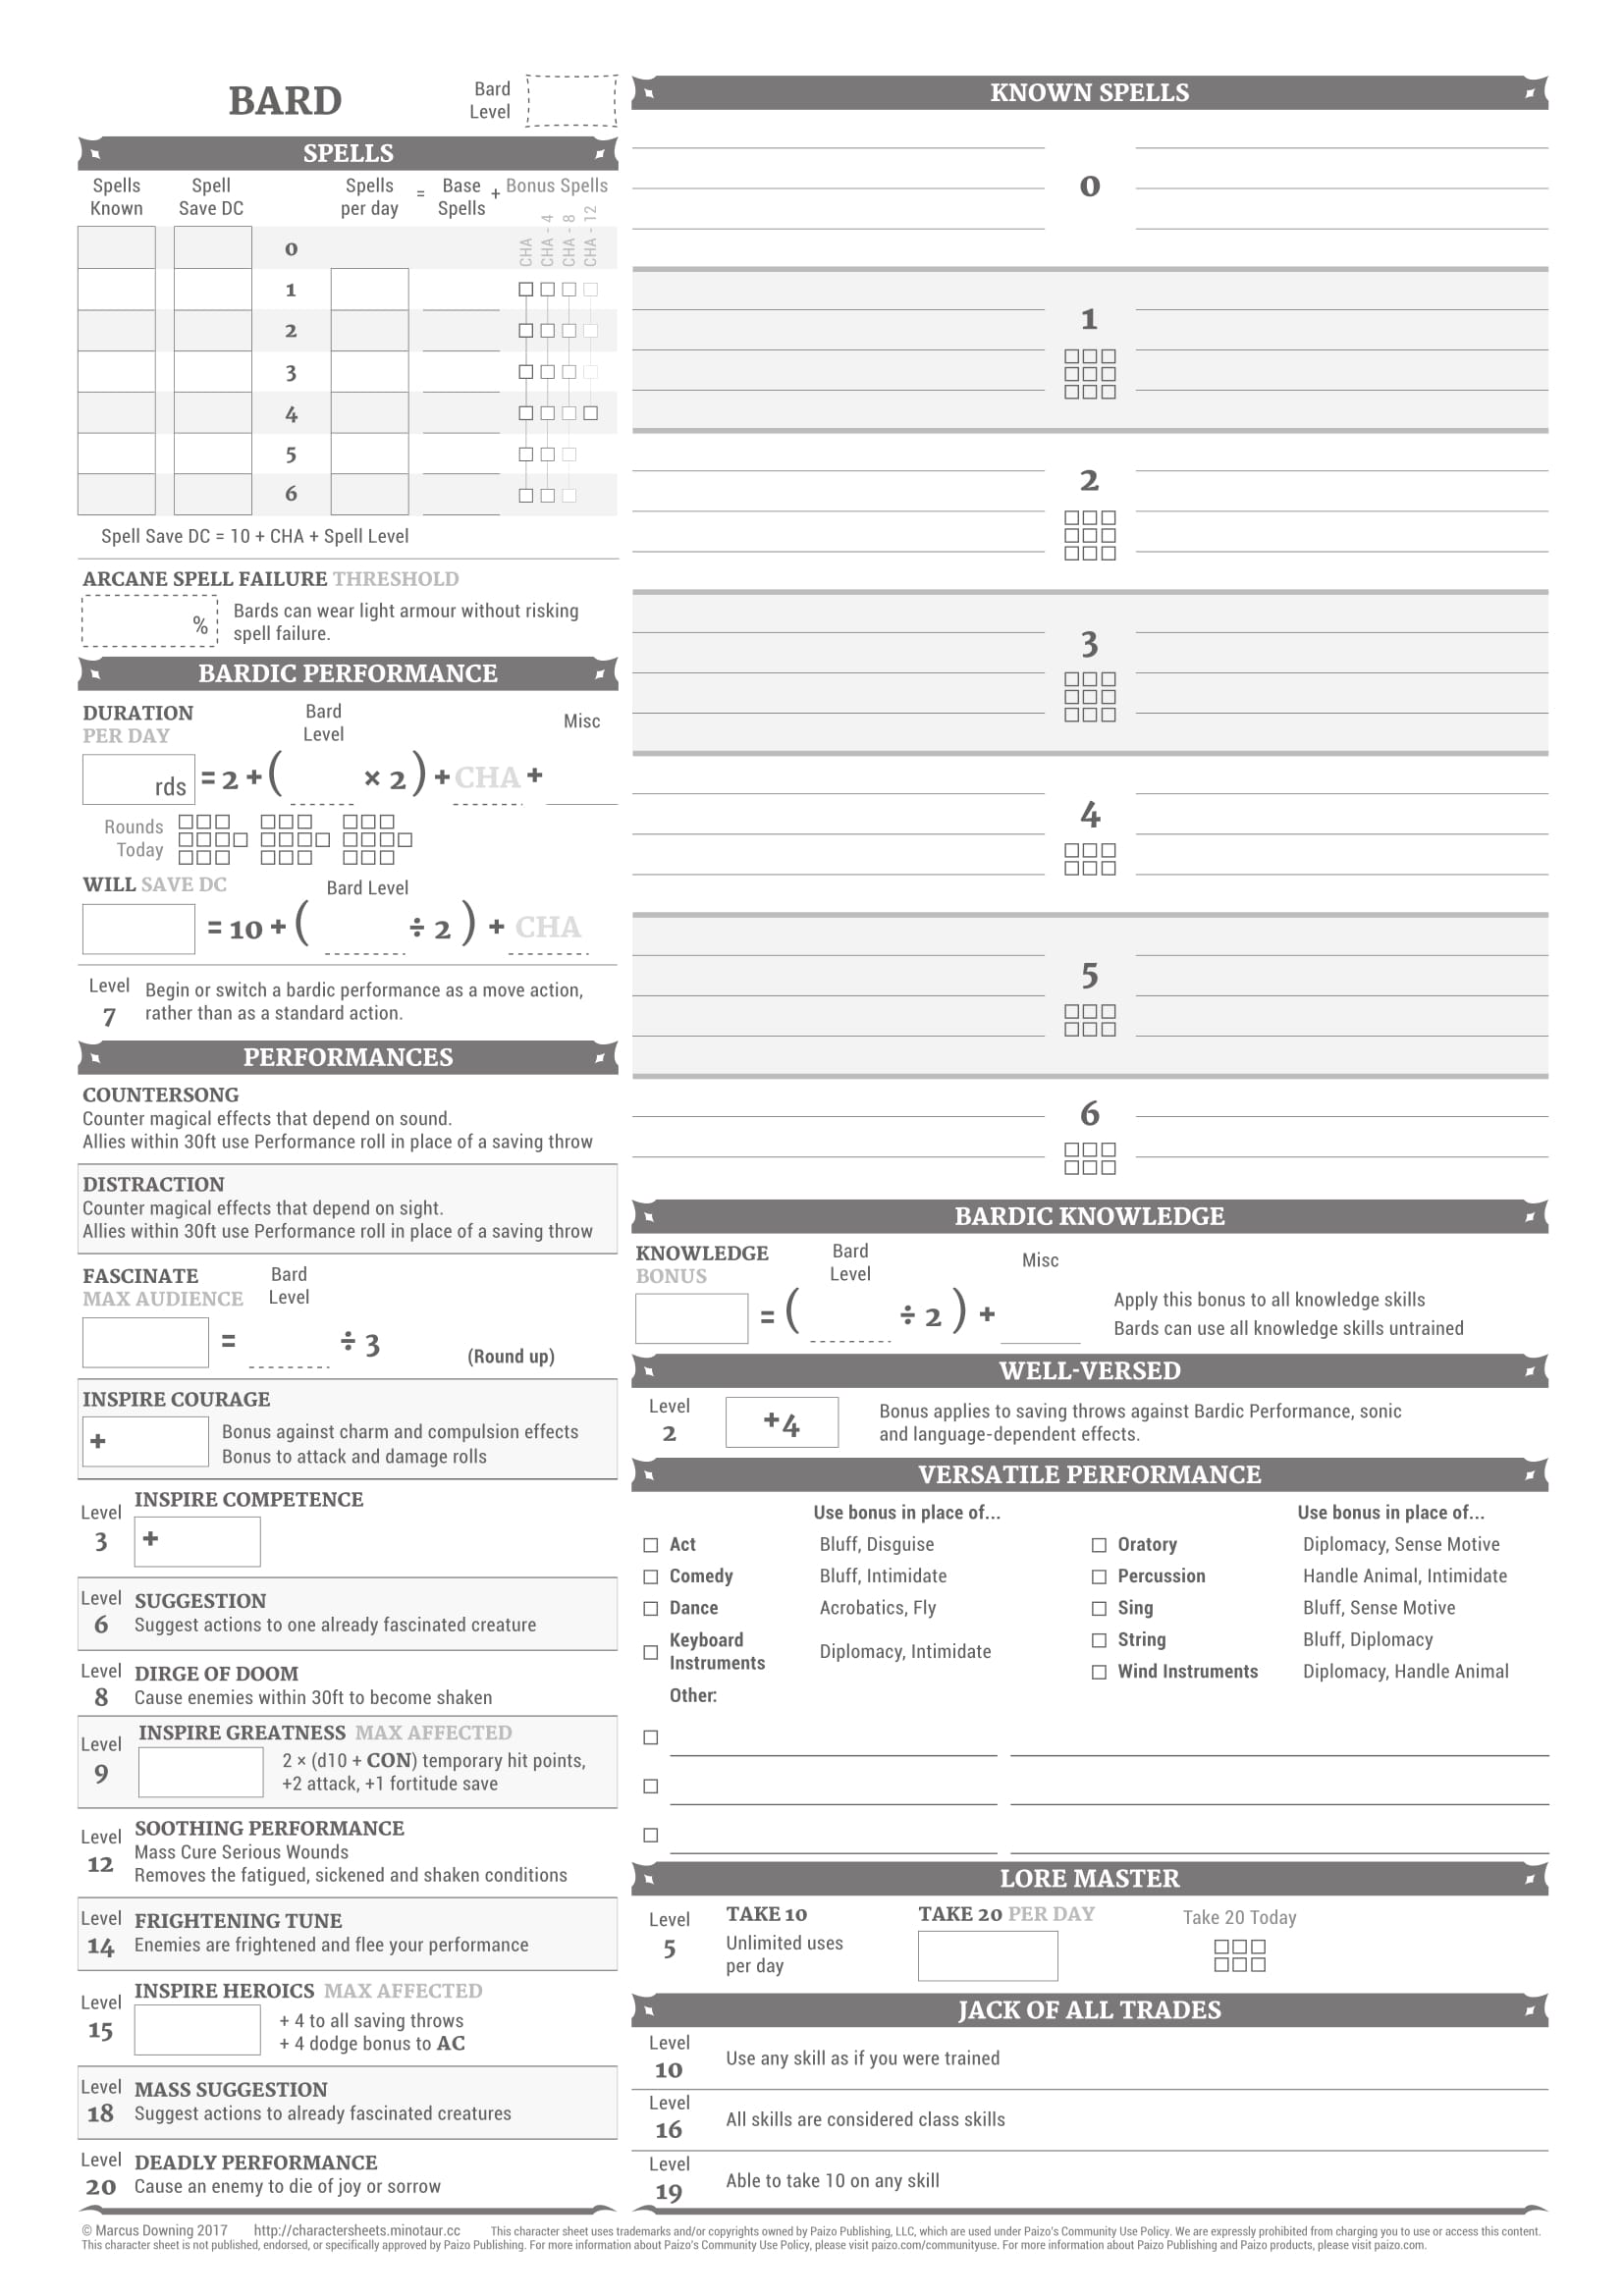 BARD
Bard
Level
SPELLS
Spells
Known
Spell
Save DC
Spells
per day
=
Base
Spells
+
Bonus Spells
CHA
CHA - 4
CHA - 8
CHA - 12
0
1
2
3
4
5
6
Spell Save DC = 10 + CHA + Spell Level
ARCANE SPELL FAILURE THRESHOLD
%
Bards can wear light armour without risking
spell failure.
BARDIC PERFORMANCE
DURATION
PER DAY
Bard
Level
Misc
rds = 2 + ( × 2 ) + CHA +
Rounds
Today
WILL SAVE DC
Bard Level
= 10 + ( ÷ 2 ) + CHA
Level
7
Begin or switch a bardic performance as a move action,
rather than as a standard action.
PERFORMANCES
COUNTERSONG
Counter magical effects that depend on sound.
Allies within 30ft use Performance roll in place of a saving throw
DISTRACTION
Counter magical effects that depend on sight.
Allies within 30ft use Performance roll in place of a saving throw
FASCINATE
MAX AUDIENCE
Bard
Level
= ÷ 3
(Round up)
INSPIRE COURAGE
+
Bonus against charm and compulsion effects
Bonus to attack and damage rolls
Level
3
INSPIRE COMPETENCE
+
Level
6
SUGGESTION
Suggest actions to one already fascinated creature
Level
8
DIRGE OF DOOM
Cause enemies within 30ft to become shaken
Level
9
INSPIRE GREATNESS MAX AFFECTED
2 × (d10 + CON) temporary hit points,
+2 attack, +1 fortitude save
Level
12
SOOTHING PERFORMANCE
Mass Cure Serious Wounds
Removes the fatigued, sickened and shaken conditions
Level
14
FRIGHTENING TUNE
Enemies are frightened and flee your performance
Level
15
INSPIRE HEROICS MAX AFFECTED
+ 4 to all saving throws
+ 4 dodge bonus to AC
Level
18
MASS SUGGESTION
Suggest actions to already fascinated creatures
Level
20
DEADLY PERFORMANCE
Cause an enemy to die of joy or sorrow
KNOWN SPELLS
0
1
2
3
4
5
6
BARDIC KNOWLEDGE
KNOWLEDGE
BONUS
Bard
Level
Misc
= ( ÷ 2 ) +
Apply this bonus to all knowledge skills
Bards can use all knowledge skills untrained
WELL-VERSED
Level
2
+4
Bonus applies to saving throws against Bardic Performance, sonic
and language-dependent effects.
VERSATILE PERFORMANCE
Use bonus in place of...
Act Bluff, Disguise
Comedy Bluff, Intimidate
Dance Acrobatics, Fly
Keyboard
Instruments
Diplomacy, Intimidate
Other:
Use bonus in place of...
Oratory Diplomacy, Sense Motive
Percussion Handle Animal, Intimidate
Sing Bluff, Sense Motive
String Bluff, Diplomacy
Wind Instruments Diplomacy, Handle Animal
LORE MASTER
Level
5
TAKE 10
Unlimited uses
per day
TAKE 20 PER DAY
Take 20 Today
JACK OF ALL TRADES
Level
10
Use any skill as if you were trained
Level
16
All skills are considered class skills
Level
19
Able to take 10 on any skill
© Marcus Downing 2017 http://charactersheets.minotaur.cc This character sheet uses trademarks and/or copyrights owned by Paizo Publishing, LLC, which are used under Paizo's Community Use Policy. We are expressly prohibited from charging you to use or access this content.
This character sheet is not published, endorsed, or specifically approved by Paizo Publishing. For more information about Paizo's Community Use Policy, please visit paizo.com/communityuse. For more information about Paizo Publishing and Paizo products, please visit paizo.com.